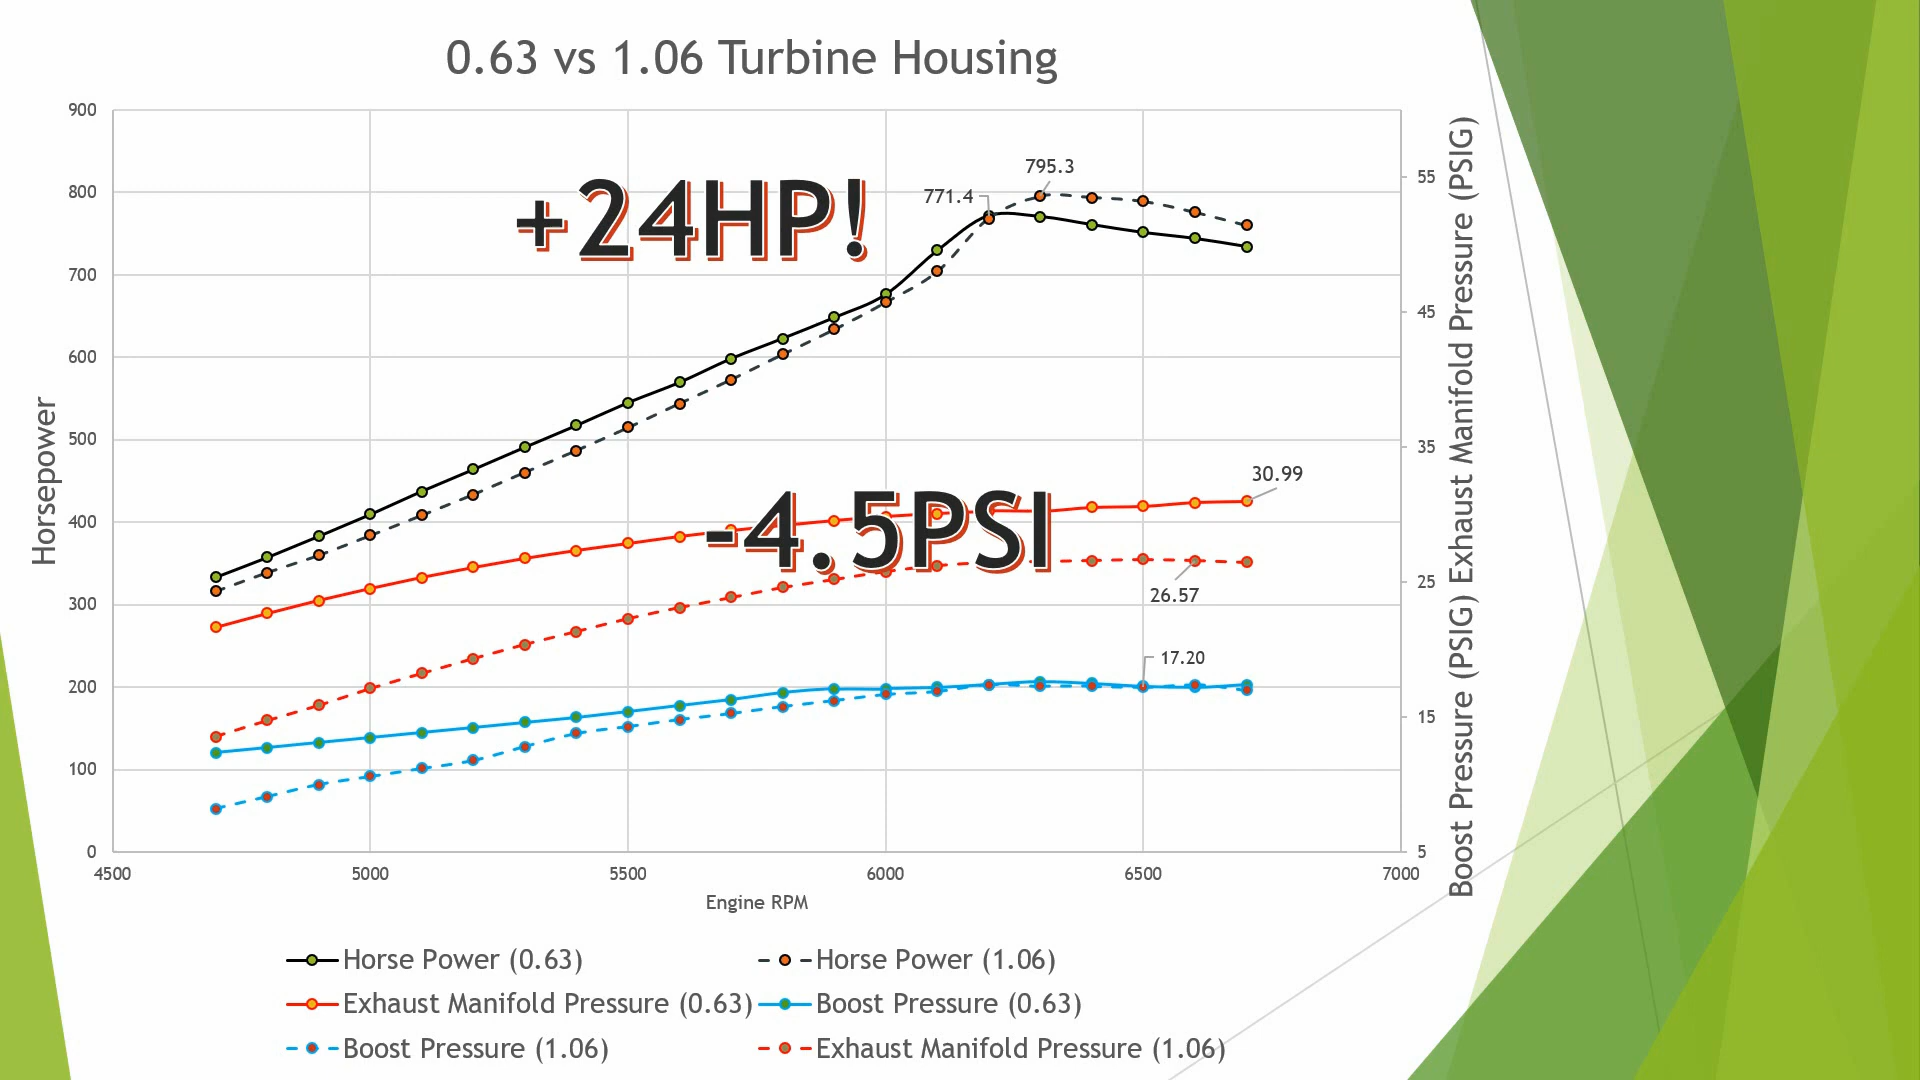 0.63 vs 1.06 Turbine Housing
900
800
700
600
500
400
300
200
100
0
Horsepower
+24HP!
-4.5PSI
771.4
795.3
30.99
26.57
17.20
55
45
35
25
15
5
Boost Pressure (PSIG) Exhaust Manifold Pressure (PSIG)
4500 5000 5500 6000 6500 7000
Engine RPM
Horse Power (0.63) Horse Power (1.06)
Exhaust Manifold Pressure (0.63) Boost Pressure (0.63)
Boost Pressure (1.06) Exhaust Manifold Pressure (1.06)